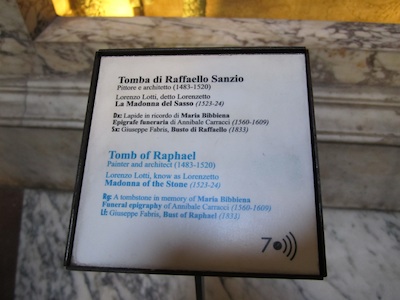 Tomba di Raffaello Sanzio
Pittore e architetto (1483-1520)
Lorenzo Lotti, detto Lorenzetto
La Madonna del Sasso (1523-24)
Dx: Lapide in ricordo di Maria Bibbiena
Epigrafe funeraria di Annibale Carracci (1560-1609)
Sx: Giuseppe Fabris, Busto di Raffaello (1833)
Tomb of Raphael
Painter and architect (1483-1520)
Lorenzo Lotti, know as Lorenzetto
Madonna of the Stone (1523-24)
Rg: A tombstone in memory of Maria Bibbiena
Funeral epigraphy of Annibale Carracci (1560-1609)
Lf: Giuseppe Fabris, Bust of Raphael (1833)
7